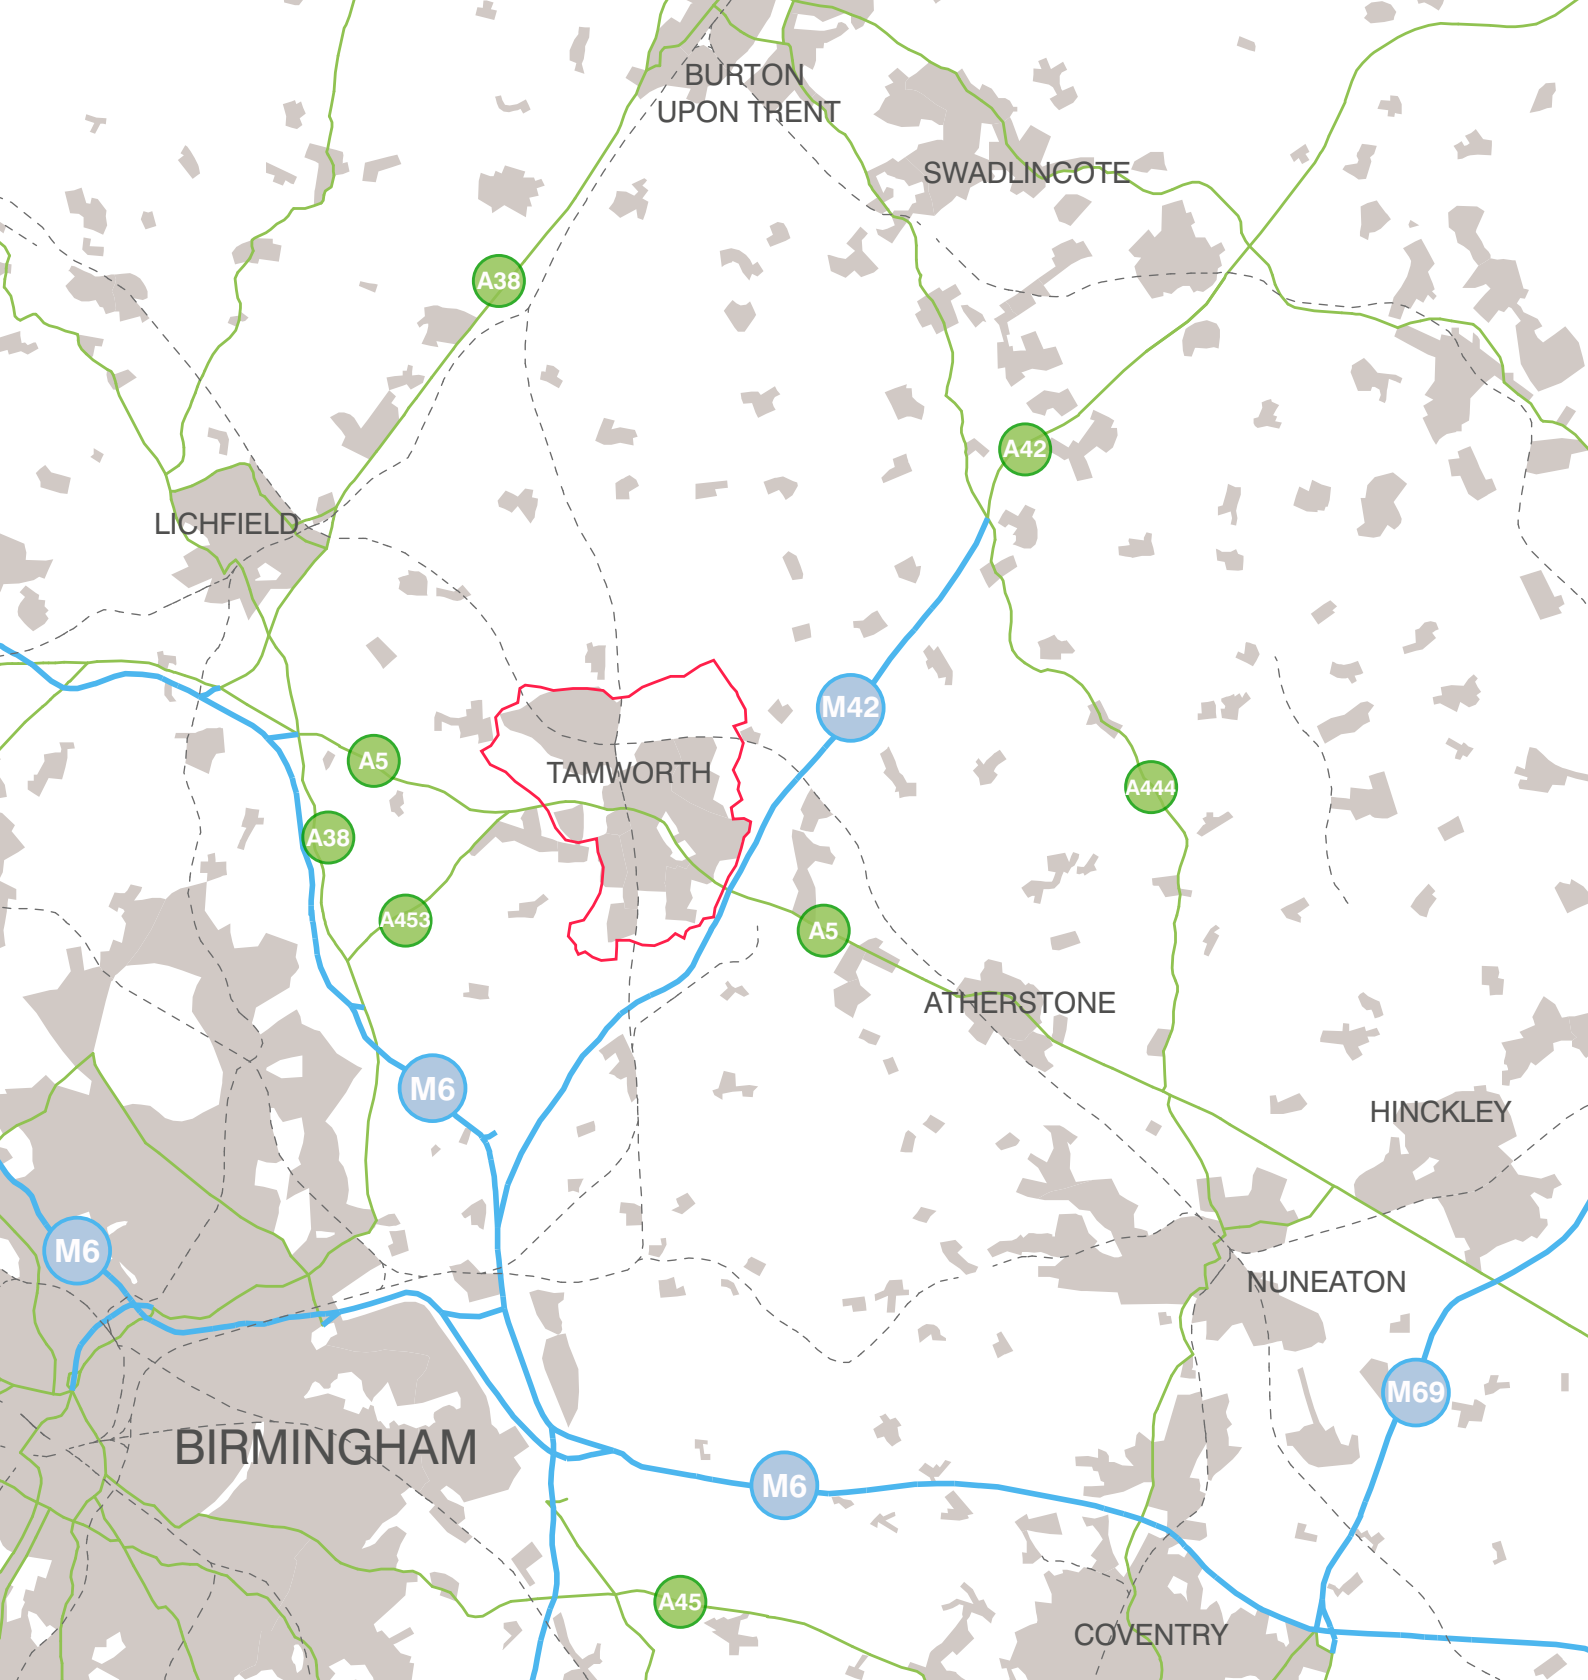 BURTON
UPON TRENT
SWADLINCOTE
A38
A42
LICHFIELD
M42
A5
TAMWORTH
A444
A38
A453
A5
ATHERSTONE
M6
HINCKLEY
M6
NUNEATON
M69
BIRMINGHAM
M6
A45
COVENTRY